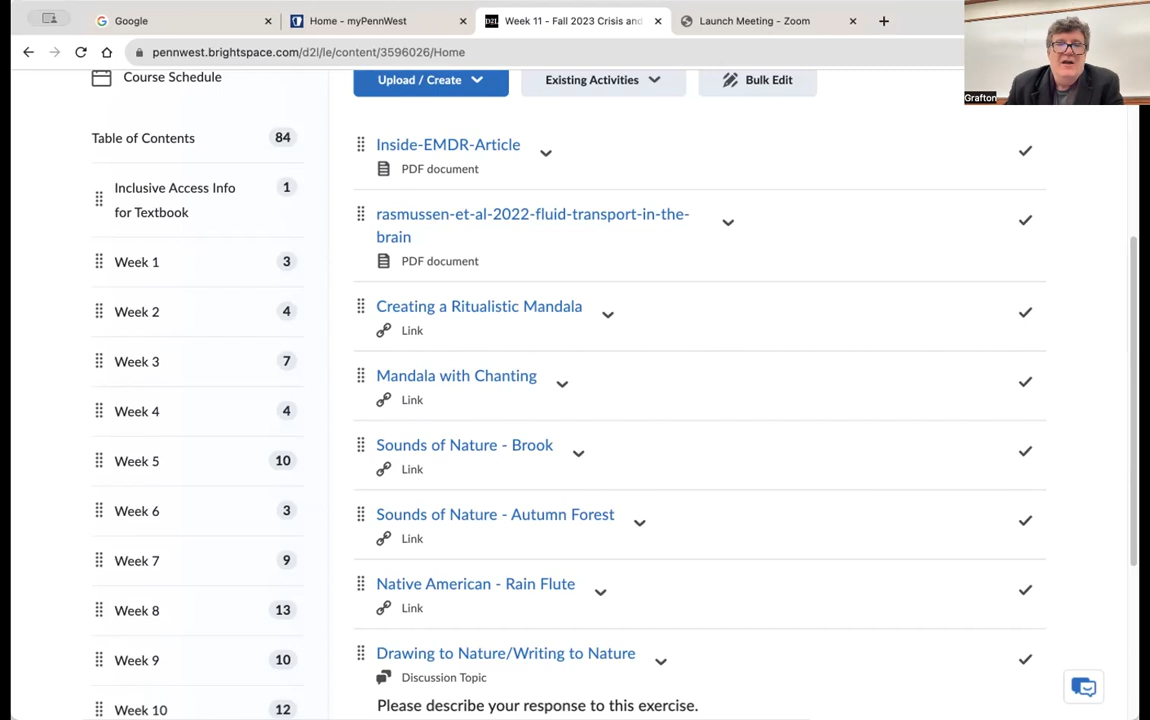 Google
Home - myPennWest
D2L
Week 11 - Fall 2023 Crisis and
Launch Meeting - Zoom
pennwest.brightspace.com/d2l/le/content/3596026/Home
Grafton
Course Schedule
Upload / Create
Existing Activities
Bulk Edit
Table of Contents 84
Inclusive Access Info 1
for Textbook
Week 1 3
Week 2 4
Week 3 7
Week 4 4
Week 5 10
Week 6 3
Week 7 9
Week 8 13
Week 9 10
Week 10 12
Inside-EMDR-Article
PDF document
rasmussen-et-al-2022-fluid-transport-in-the-
brain
PDF document
Creating a Ritualistic Mandala
Link
Mandala with Chanting
Link
Sounds of Nature - Brook
Link
Sounds of Nature - Autumn Forest
Link
Native American - Rain Flute
Link
Drawing to Nature/Writing to Nature
Discussion Topic
Please describe your response to this exercise.